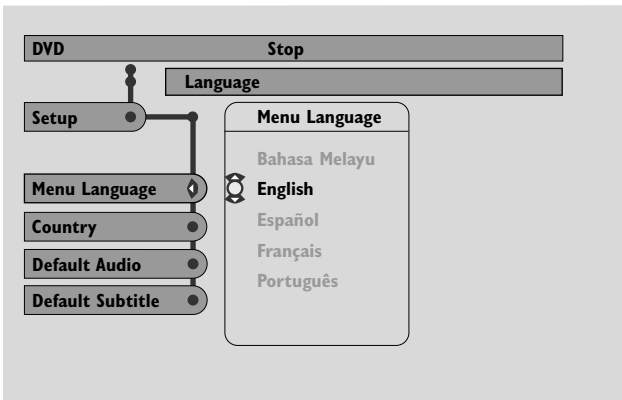 DVD Stop
Language
Setup
Menu Language
Bahasa Melayu
Menu Language
English
Country
Español
Default Audio
Français
Português
Default Subtitle